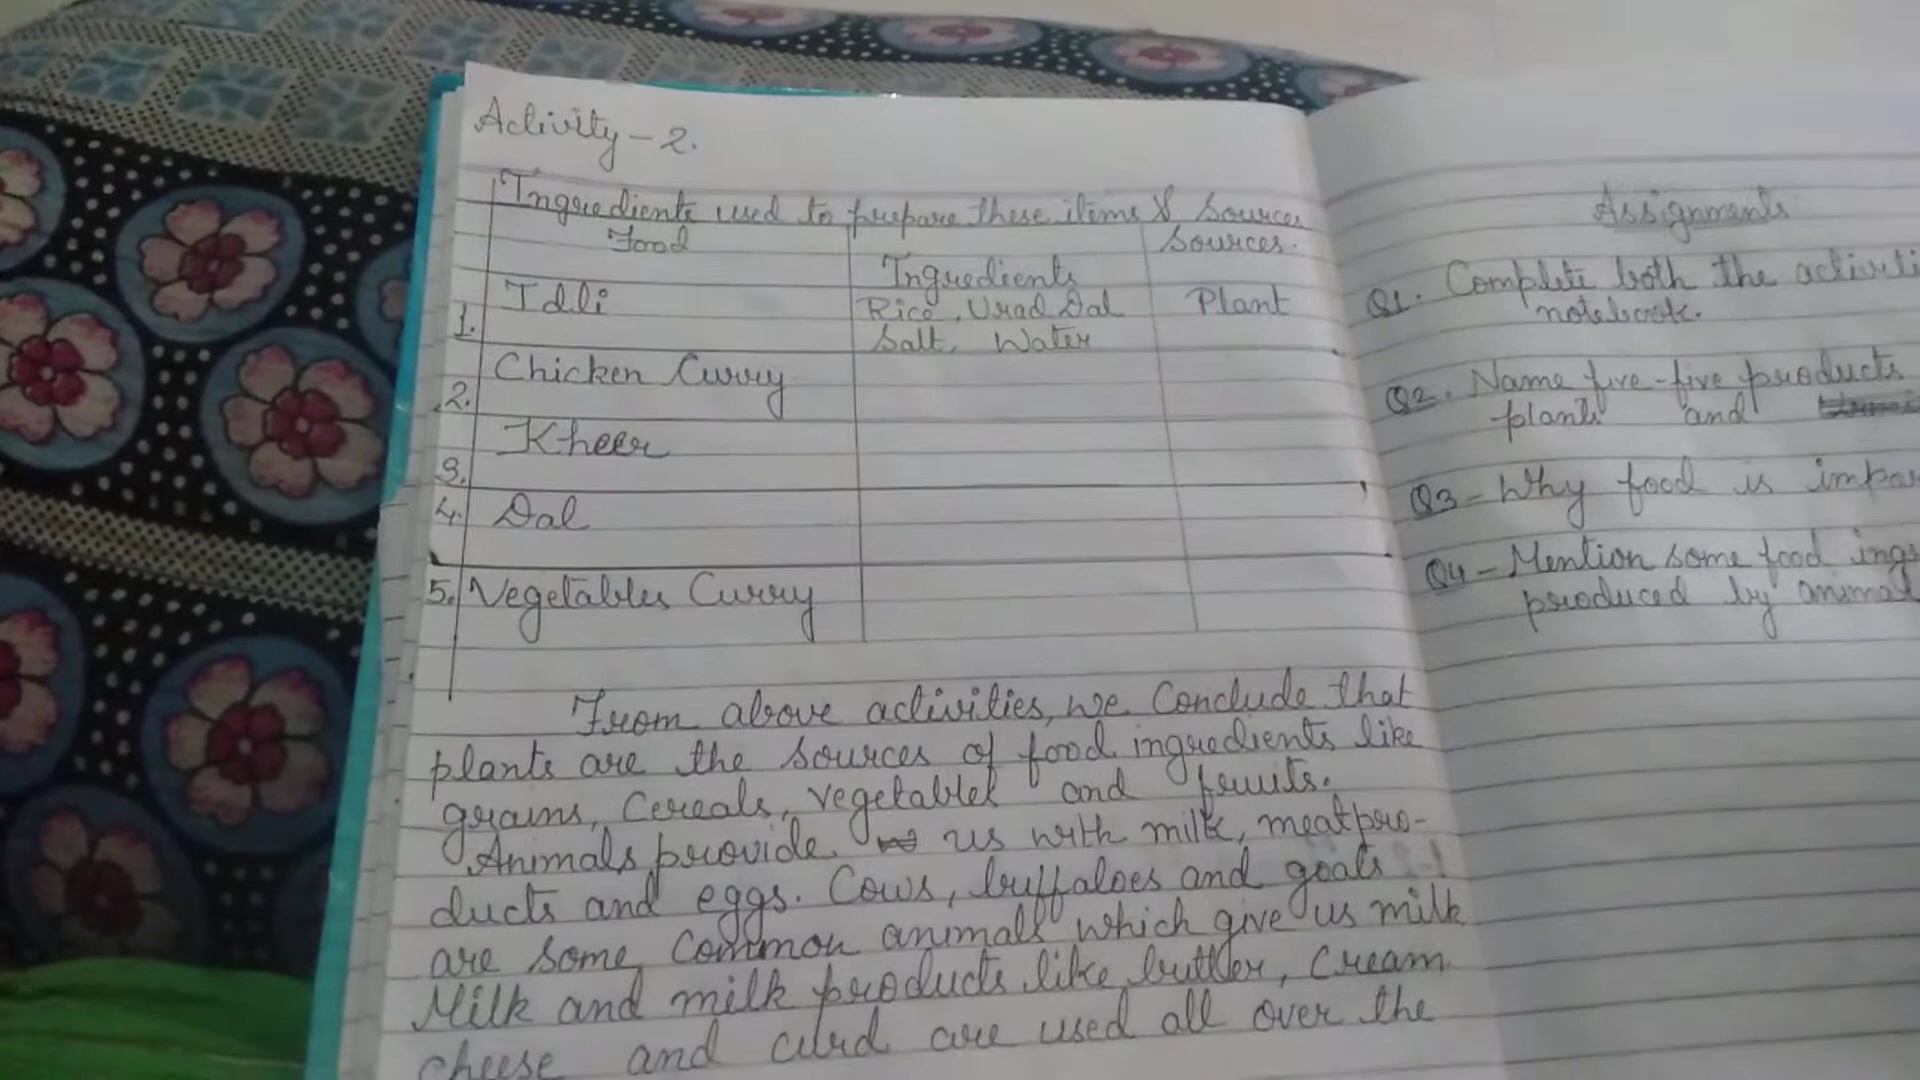 Activity - 2.
Ingredients used to prepare these items & sources
Food Ingredients Sources.
1. Idli Rice, Urad Dal Plant
Salt, Water
2. Chicken Curry
3. Kheer
4. Dal
5. Vegetables Curry
From above activities, we Conclude that
plants are the sources of food ingredients like
grains, Cereals, vegetables and fruits.
Animals provide us with milk, meat pro-
ducts and eggs. Cows, buffaloes and goats
are some common animals which give us milk
Milk and milk products like butter, Cream
cheese and curd are used all over the
Assignments
Q1. Complete both the
notebook.
Q2. Name five-five products
plants and
Q3 - Why food is
Q4 - Mention some food
produced by